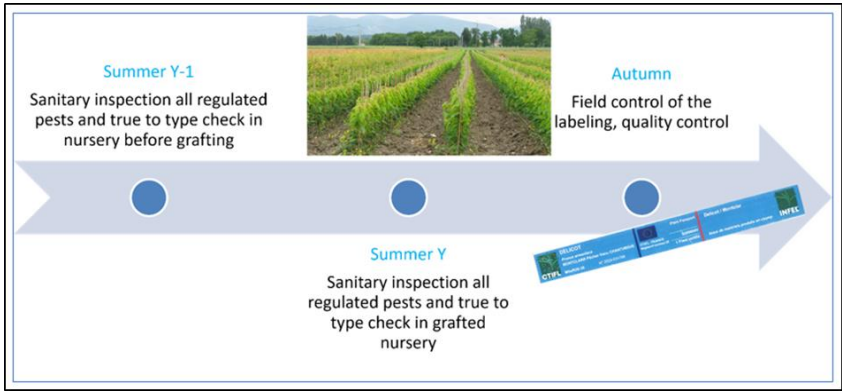 Summer Y-1
Sanitary inspection all regulated
pests and true to type check in
nursery before grafting
Autumn
Field control of the
labeling, quality control
Summer Y
Sanitary inspection all
regulated pests and true to
type check in grafted
nursery
DELICOT
CTIFL
INFEL